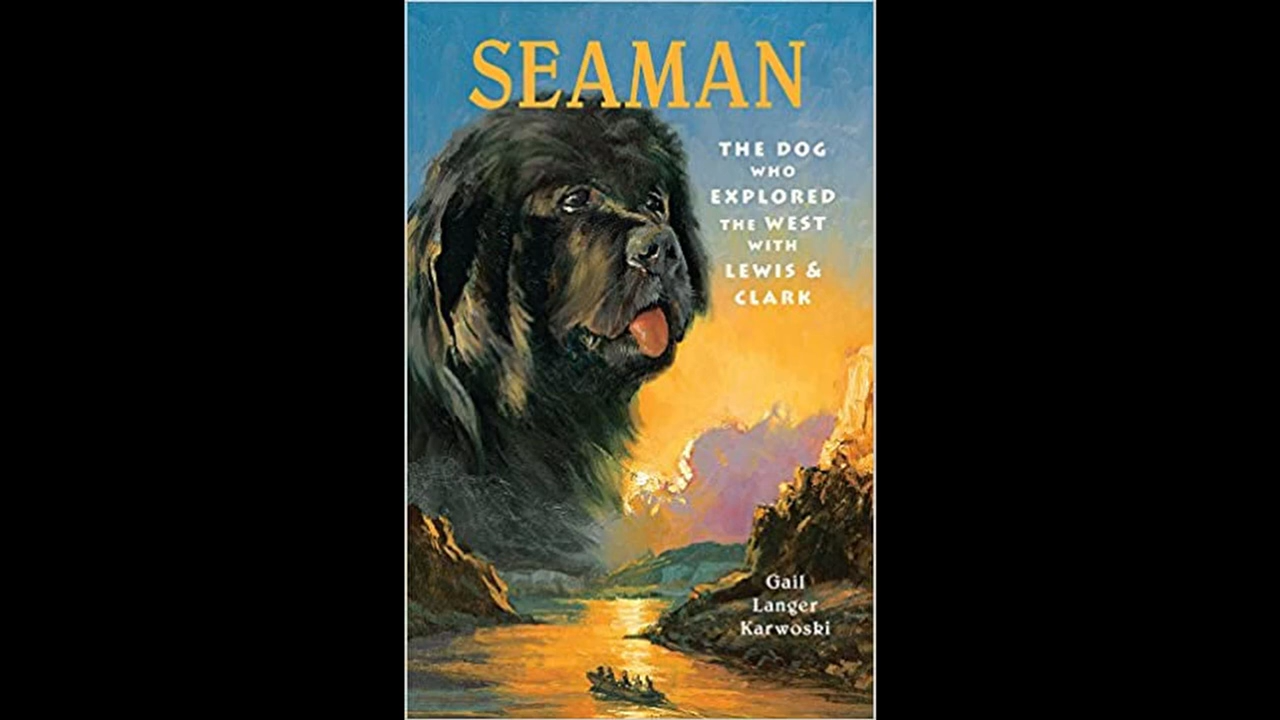 SEAMAN
THE DOG
WHO
EXPLORED
THE WEST
WITH
LEWIS &
CLARK
Gail
Langer
Karwoski